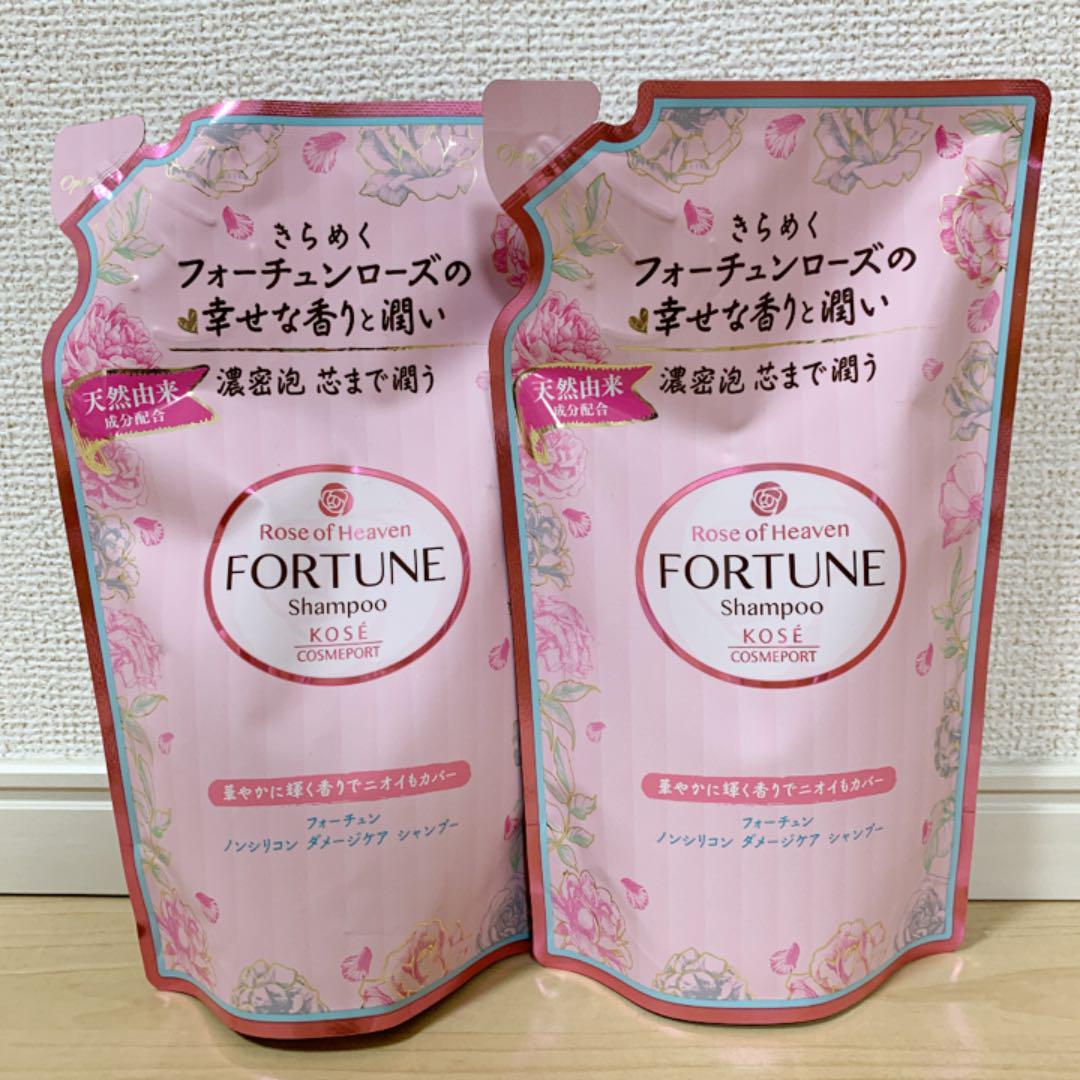 Open
きらめく
フォーチュンローズの
幸せな香りと潤い
濃密泡 芯まで潤う
天然由来
成分配合
Rose of Heaven
FORTUNE
Shampoo
KOSÉ
COSMEPORT
華やかに輝く香りでニオイもカバー
フォーチュン
ノンシリコン ダメージケア シャンプー
Open
きらめく
フォーチュンローズの
幸せな香りと潤い
濃密泡 芯まで潤う
天然由来
成分配合
Rose of Heaven
FORTUNE
Shampoo
KOSÉ
COSMEPORT
華やかに輝く香りでニオイもカバー
フォーチュン
ノンシリコン ダメージケア シャンプー